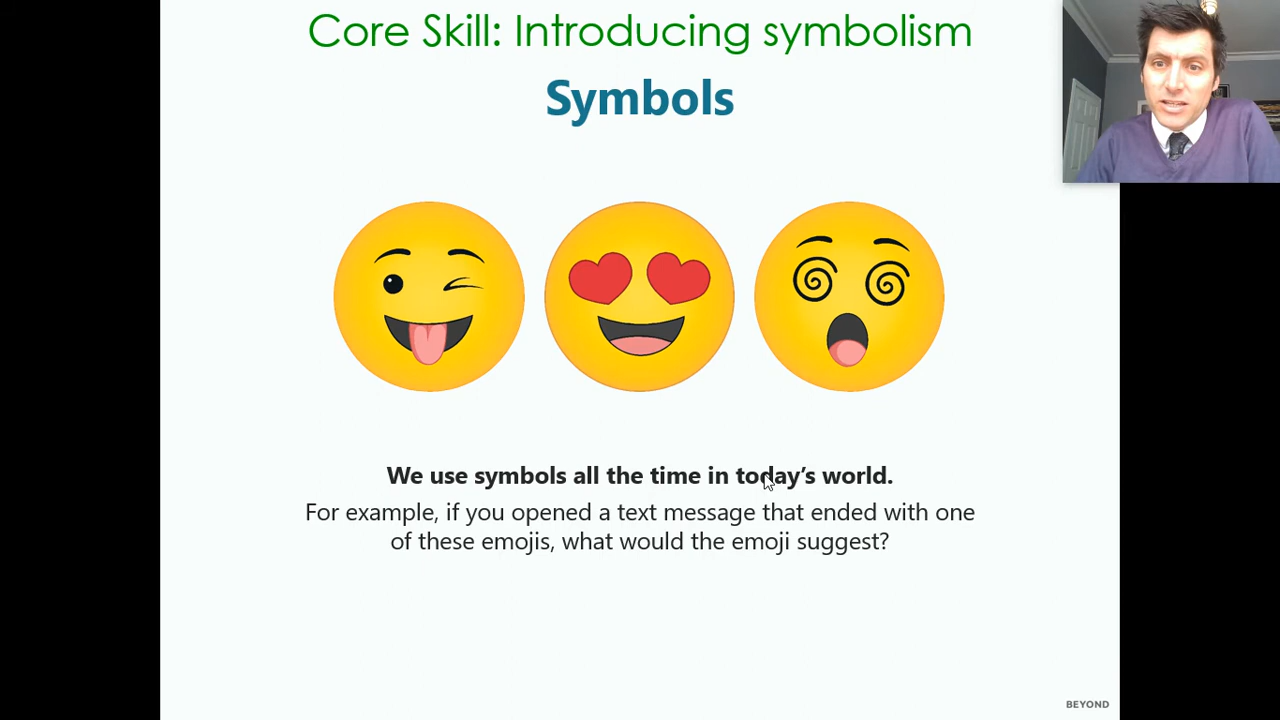 Core Skill: Introducing symbolism
Symbols
We use symbols all the time in today’s world.
For example, if you opened a text message that ended with one
of these emojis, what would the emoji suggest?
BEYOND